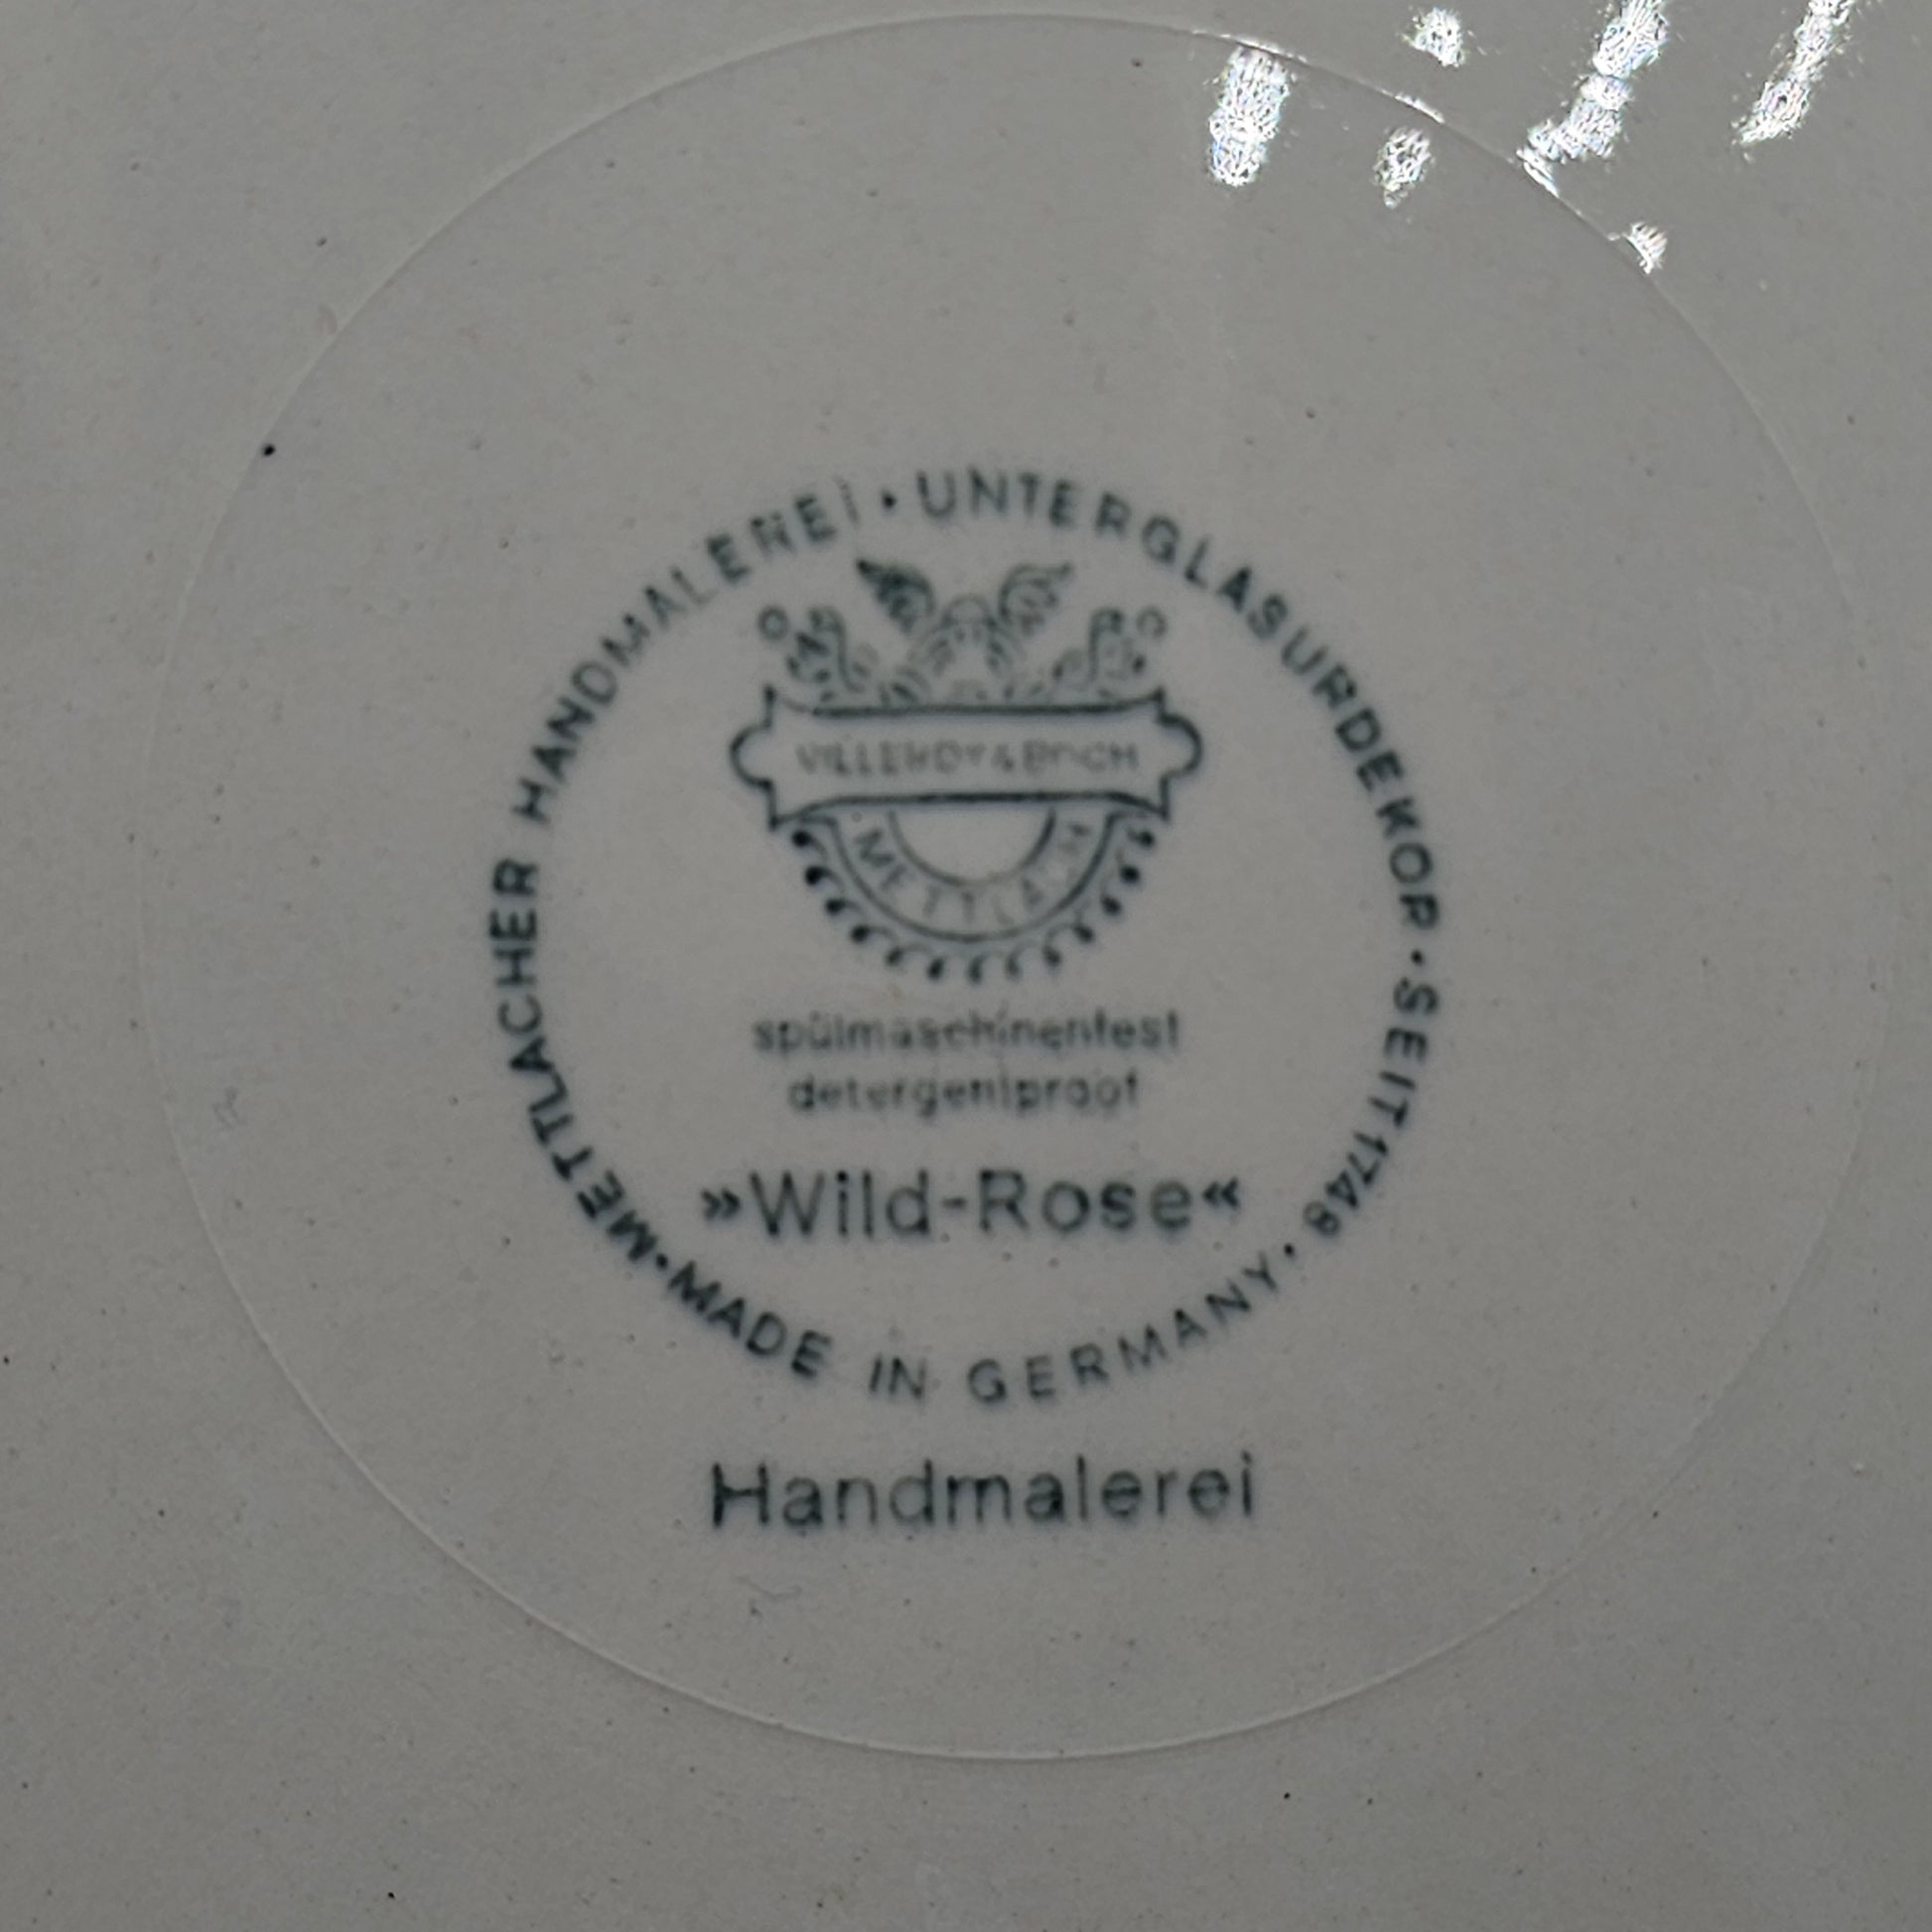 METTLACHER HANDMALEREI · UNTERGLASURDEKOR · SEIT 1748 · MADE IN GERMANY ·
VILLEROY & BOCH
METTLACH
spülmaschinenfest
detergentproof
»Wild-Rose«
Handmalerei